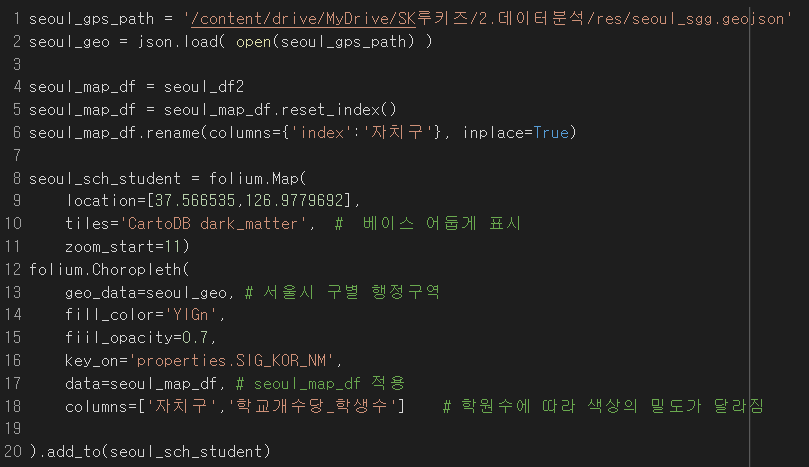 1 seoul_gps_path = '/content/drive/MyDrive/SK루키즈/2.데이터분석/res/seoul_sgg.geojson'
2 seoul_geo = json.load( open(seoul_gps_path) )
3
4 seoul_map_df = seoul_df2
5 seoul_map_df = seoul_map_df.reset_index()
6 seoul_map_df.rename(columns={'index':'자치구'}, inplace=True)
7
8 seoul_sch_student = folium.Map(
9     location=[37.566535,126.9779692],
10     tiles='CartoDB dark_matter',  #  베이스 어둡게 표시
11     zoom_start=11)
12 folium.Choropleth(
13     geo_data=seoul_geo, # 서울시 구별 행정구역
14     fill_color='YlGn',
15     fiil_opacity=0.7,
16     key_on='properties.SIG_KOR_NM',
17     data=seoul_map_df, # seoul_map_df 적용
18     columns=['자치구','학교개수당_학생수']    # 학원수에 따라 색상의 밀도가 달라짐
19
20 ).add_to(seoul_sch_student)